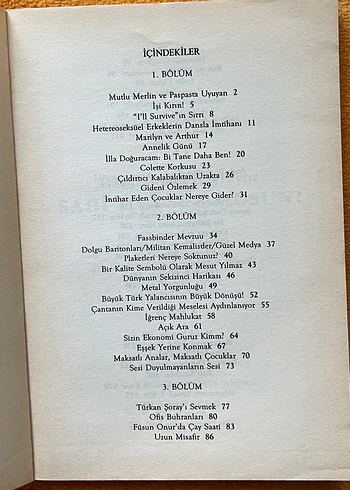 İÇİNDEKİLER
1. BÖLÜM
Mutlu Merlin ve Paspasta Uyuyan 2
İşi Kırın! 5
"I'll Survive"ın Sırrı 8
Hetereoseksüel Erkeklerin Dansla İmtihanı 11
Marilyn ve Arthur 14
Annelik Günü 17
İlla Doğuracam: Bi Tane Daha Ben! 20
Colette Korkusu 23
Çıldırtıcı Kalabalıktan Uzakta 26
Gideni Özlemek 29
İntihar Eden Çocuklar Nereye Gider? 31
2. BÖLÜM
Fassbinder Mevzuu 34
Dolgu Baritonları/Militan Kemalistler/Güzel Medya 37
Plaketleri Nereye Soktunuz? 40
Bir Kalite Sembolü Olarak Mesut Yılmaz 43
Dünyanın Sekizinci Harikası 46
Metal Yorgunluğu 49
Büyük Türk Yalancısının Büyük Dönüşü! 52
Çantanın Kime Verildiği Meselesi Aydınlanıyor 55
İğrenç Mahlukat 58
Açık Ara 61
Sizin Ekonomi Guruz Kimm? 64
Eşşek Yerine Konmak 67
Maksatlı Analar, Maksatlı Çocuklar 70
Sesi Duyulmayanların Sesi 73
3. BÖLÜM
Türkan Şoray'ı Sevmek 77
Ofis Buhranları 80
Füsun Onur'da Çay Saati 83
Uzun Misafir 86